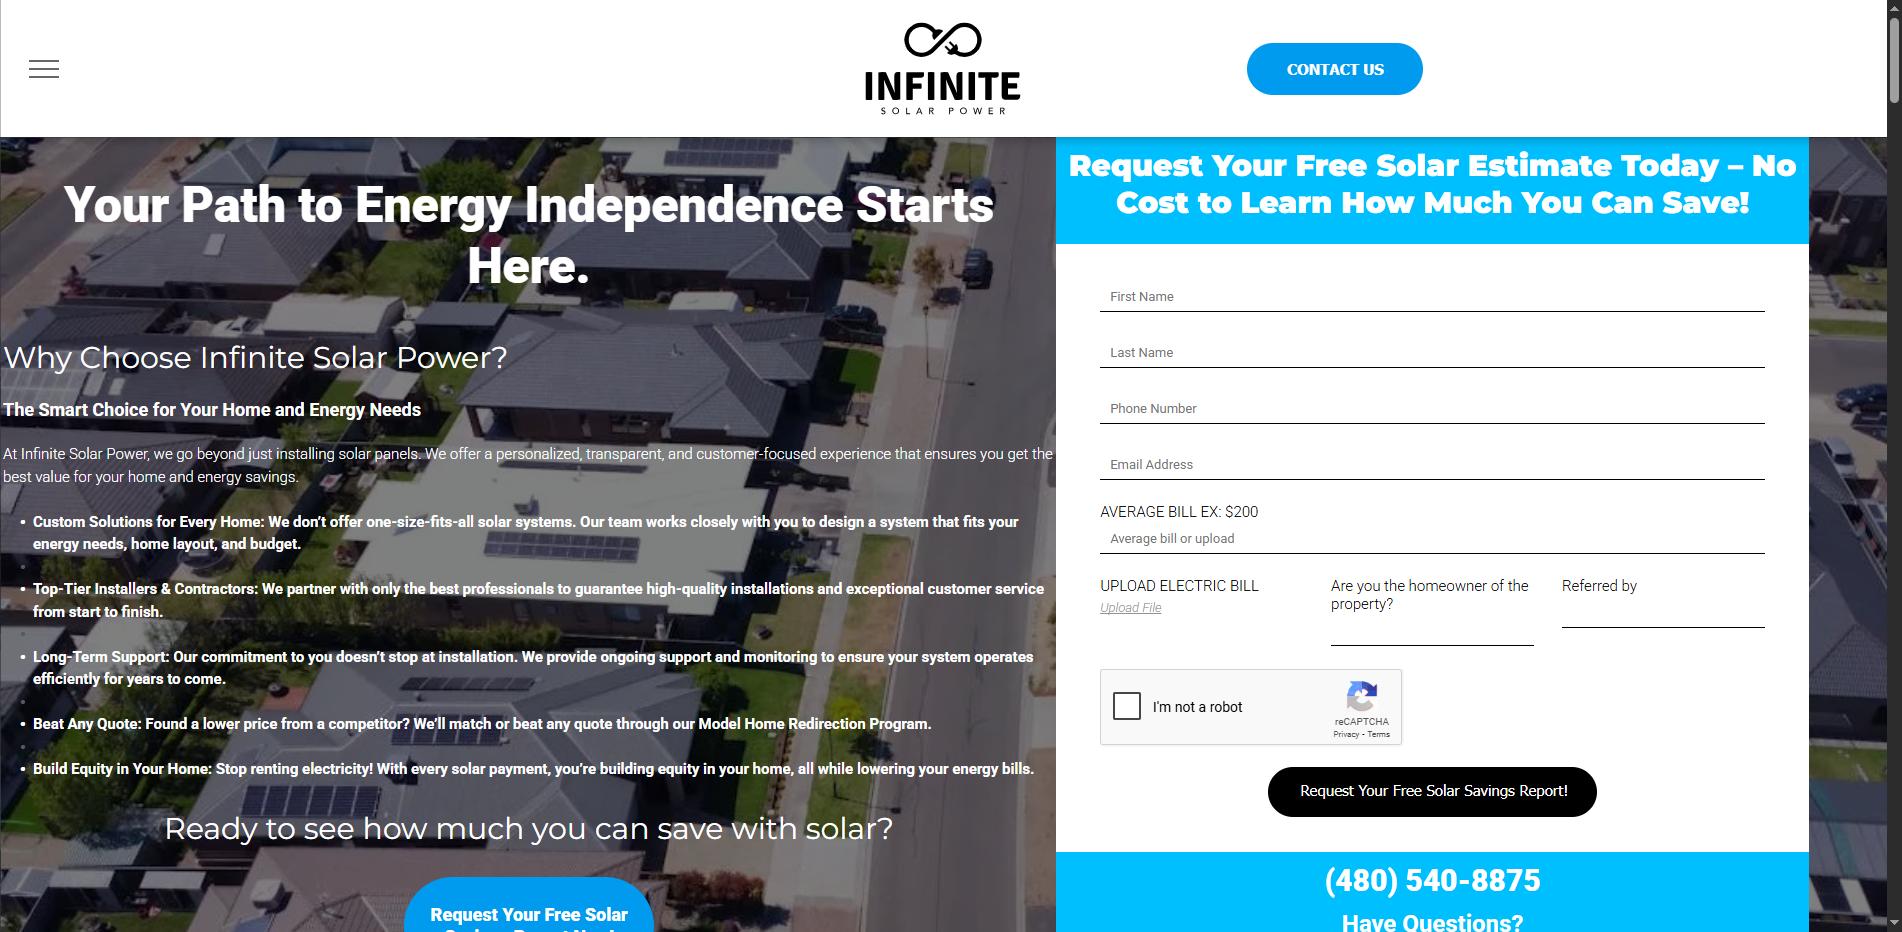 INFINITE
SOLAR POWER
CONTACT US
Your Path to Energy Independence Starts
Here.
Why Choose Infinite Solar Power?
The Smart Choice for Your Home and Energy Needs
At Infinite Solar Power, we go beyond just installing solar panels. We offer a personalized, transparent, and customer-focused experience that ensures you get the
best value for your home and energy savings.
• Custom Solutions for Every Home: We don’t offer one-size-fits-all solar systems. Our team works closely with you to design a system that fits your
energy needs, home layout, and budget.
• Top-Tier Installers & Contractors: We partner with only the best professionals to guarantee high-quality installations and exceptional customer service
from start to finish.
• Long-Term Support: Our commitment to you doesn’t stop at installation. We provide ongoing support and monitoring to ensure your system operates
efficiently for years to come.
• Beat Any Quote: Found a lower price from a competitor? We’ll match or beat any quote through our Model Home Redirection Program.
• Build Equity in Your Home: Stop renting electricity! With every solar payment, you’re building equity in your home, all while lowering your energy bills.
Ready to see how much you can save with solar?
Request Your Free Solar
Request Your Free Solar Estimate Today – No
Cost to Learn How Much You Can Save!
First Name
Last Name
Phone Number
Email Address
AVERAGE BILL EX: $200
Average bill or upload
UPLOAD ELECTRIC BILL
Upload File
Are you the homeowner of the
property?
Referred by
I'm not a robot
reCAPTCHA
Privacy - Terms
Request Your Free Solar Savings Report!
(480) 540-8875
Have Questions?